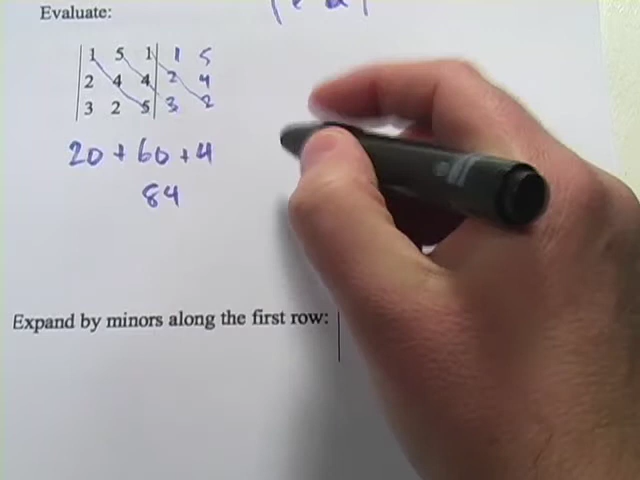 Evaluate:
1 5 1 1 5
2 4 4 2 4
3 2 5 3 2
20 + 60 + 4
84
Expand by minors along the first row: